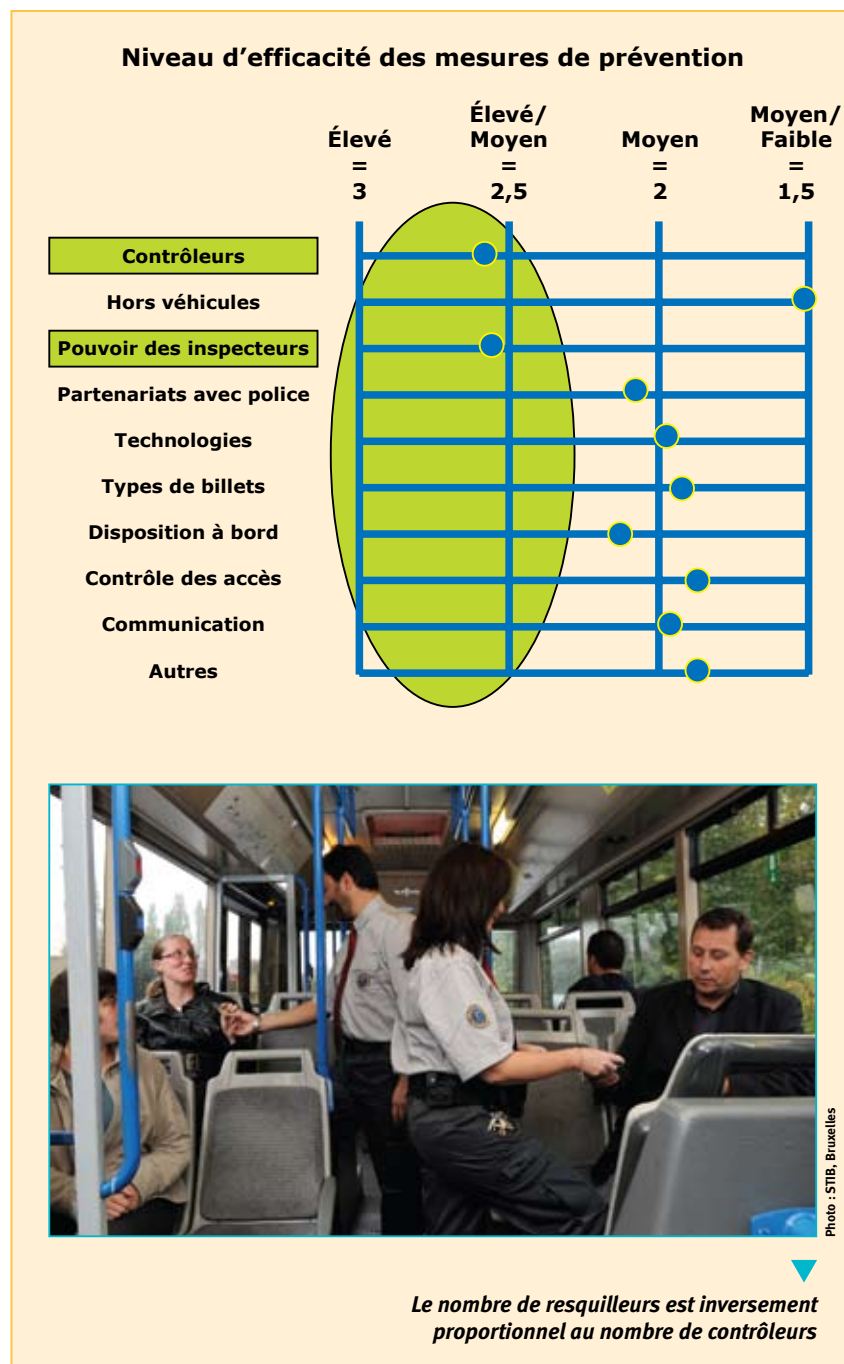 Niveau d’efficacité des mesures de prévention
Élevé
=
3
Élevé/
Moyen
=
2,5
Moyen
=
2
Moyen/
Faible
=
1,5
Contrôleurs
Hors véhicules
Pouvoir des inspecteurs
Partenariats avec police
Technologies
Types de billets
Disposition à bord
Contrôle des accès
Communication
Autres
Photo : STIB, Bruxelles
Le nombre de resquilleurs est inversement
proportionnel au nombre de contrôleurs